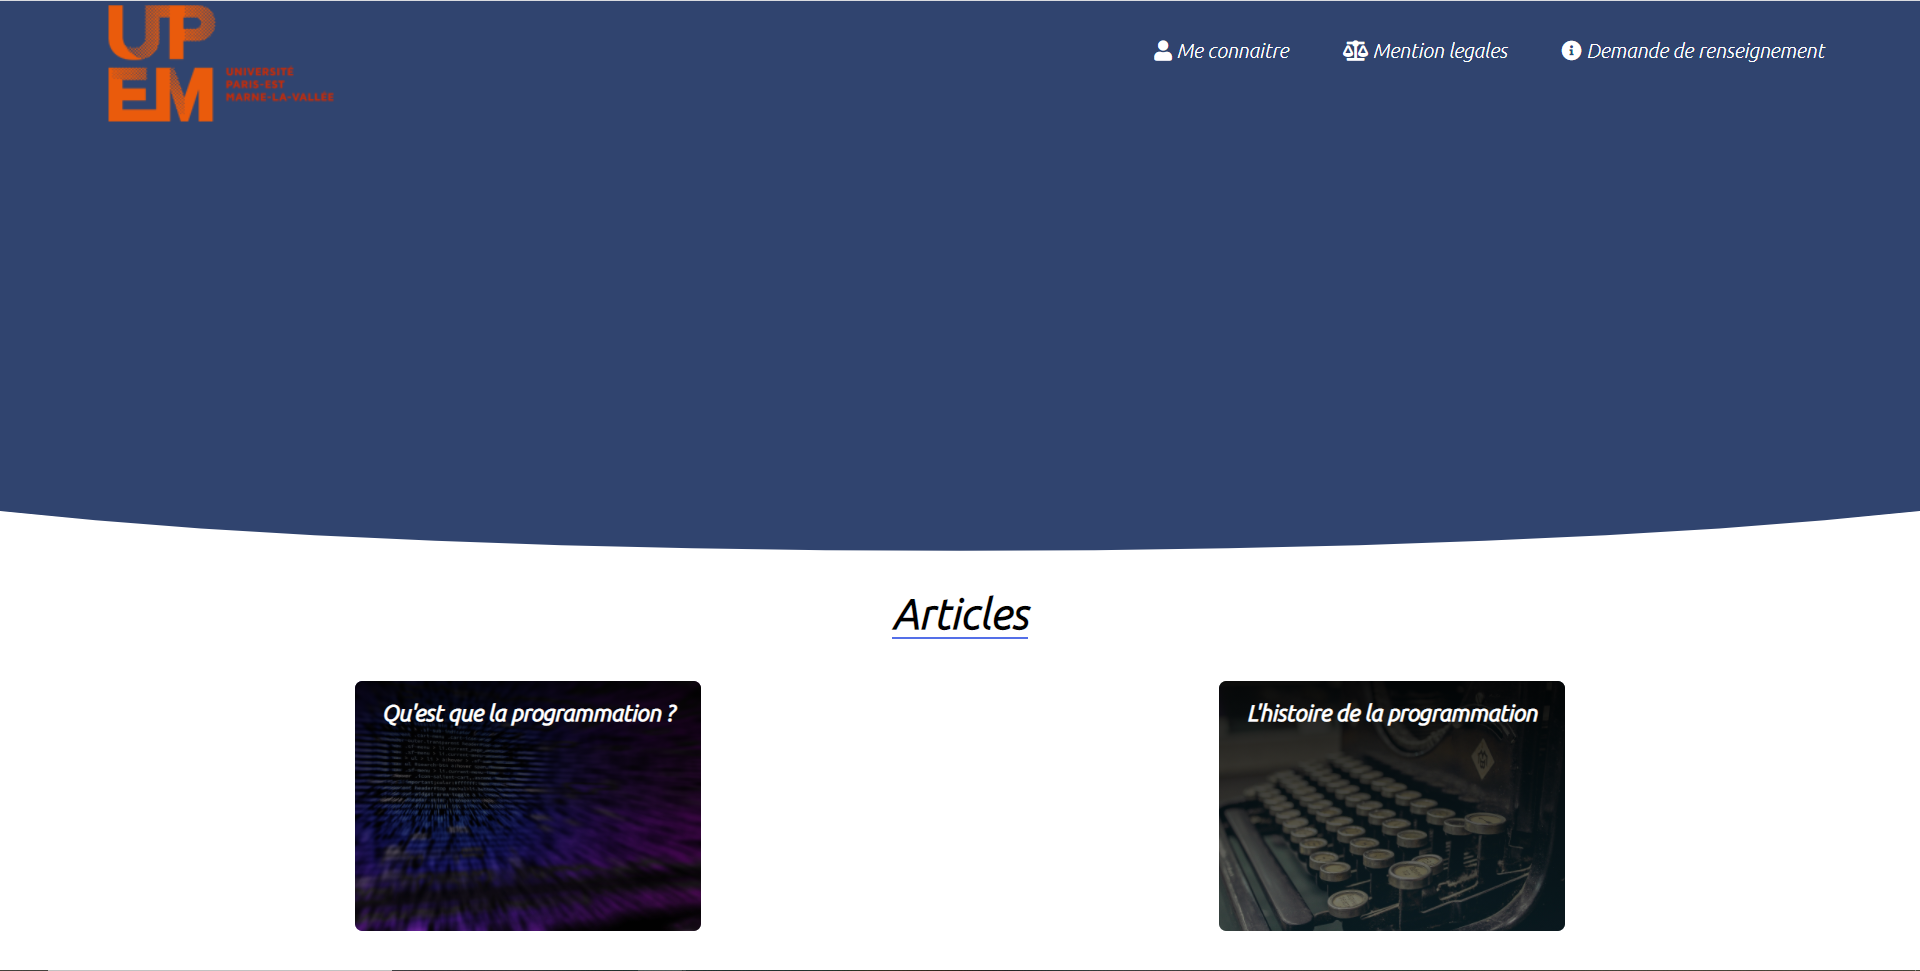 UP
EM
UNIVERSITÉ
PARIS-EST
MARNE-LA-VALLÉE
Me connaitre
Mention legales
Demande de renseignement
Articles
Qu'est que la programmation ?
L'histoire de la programmation